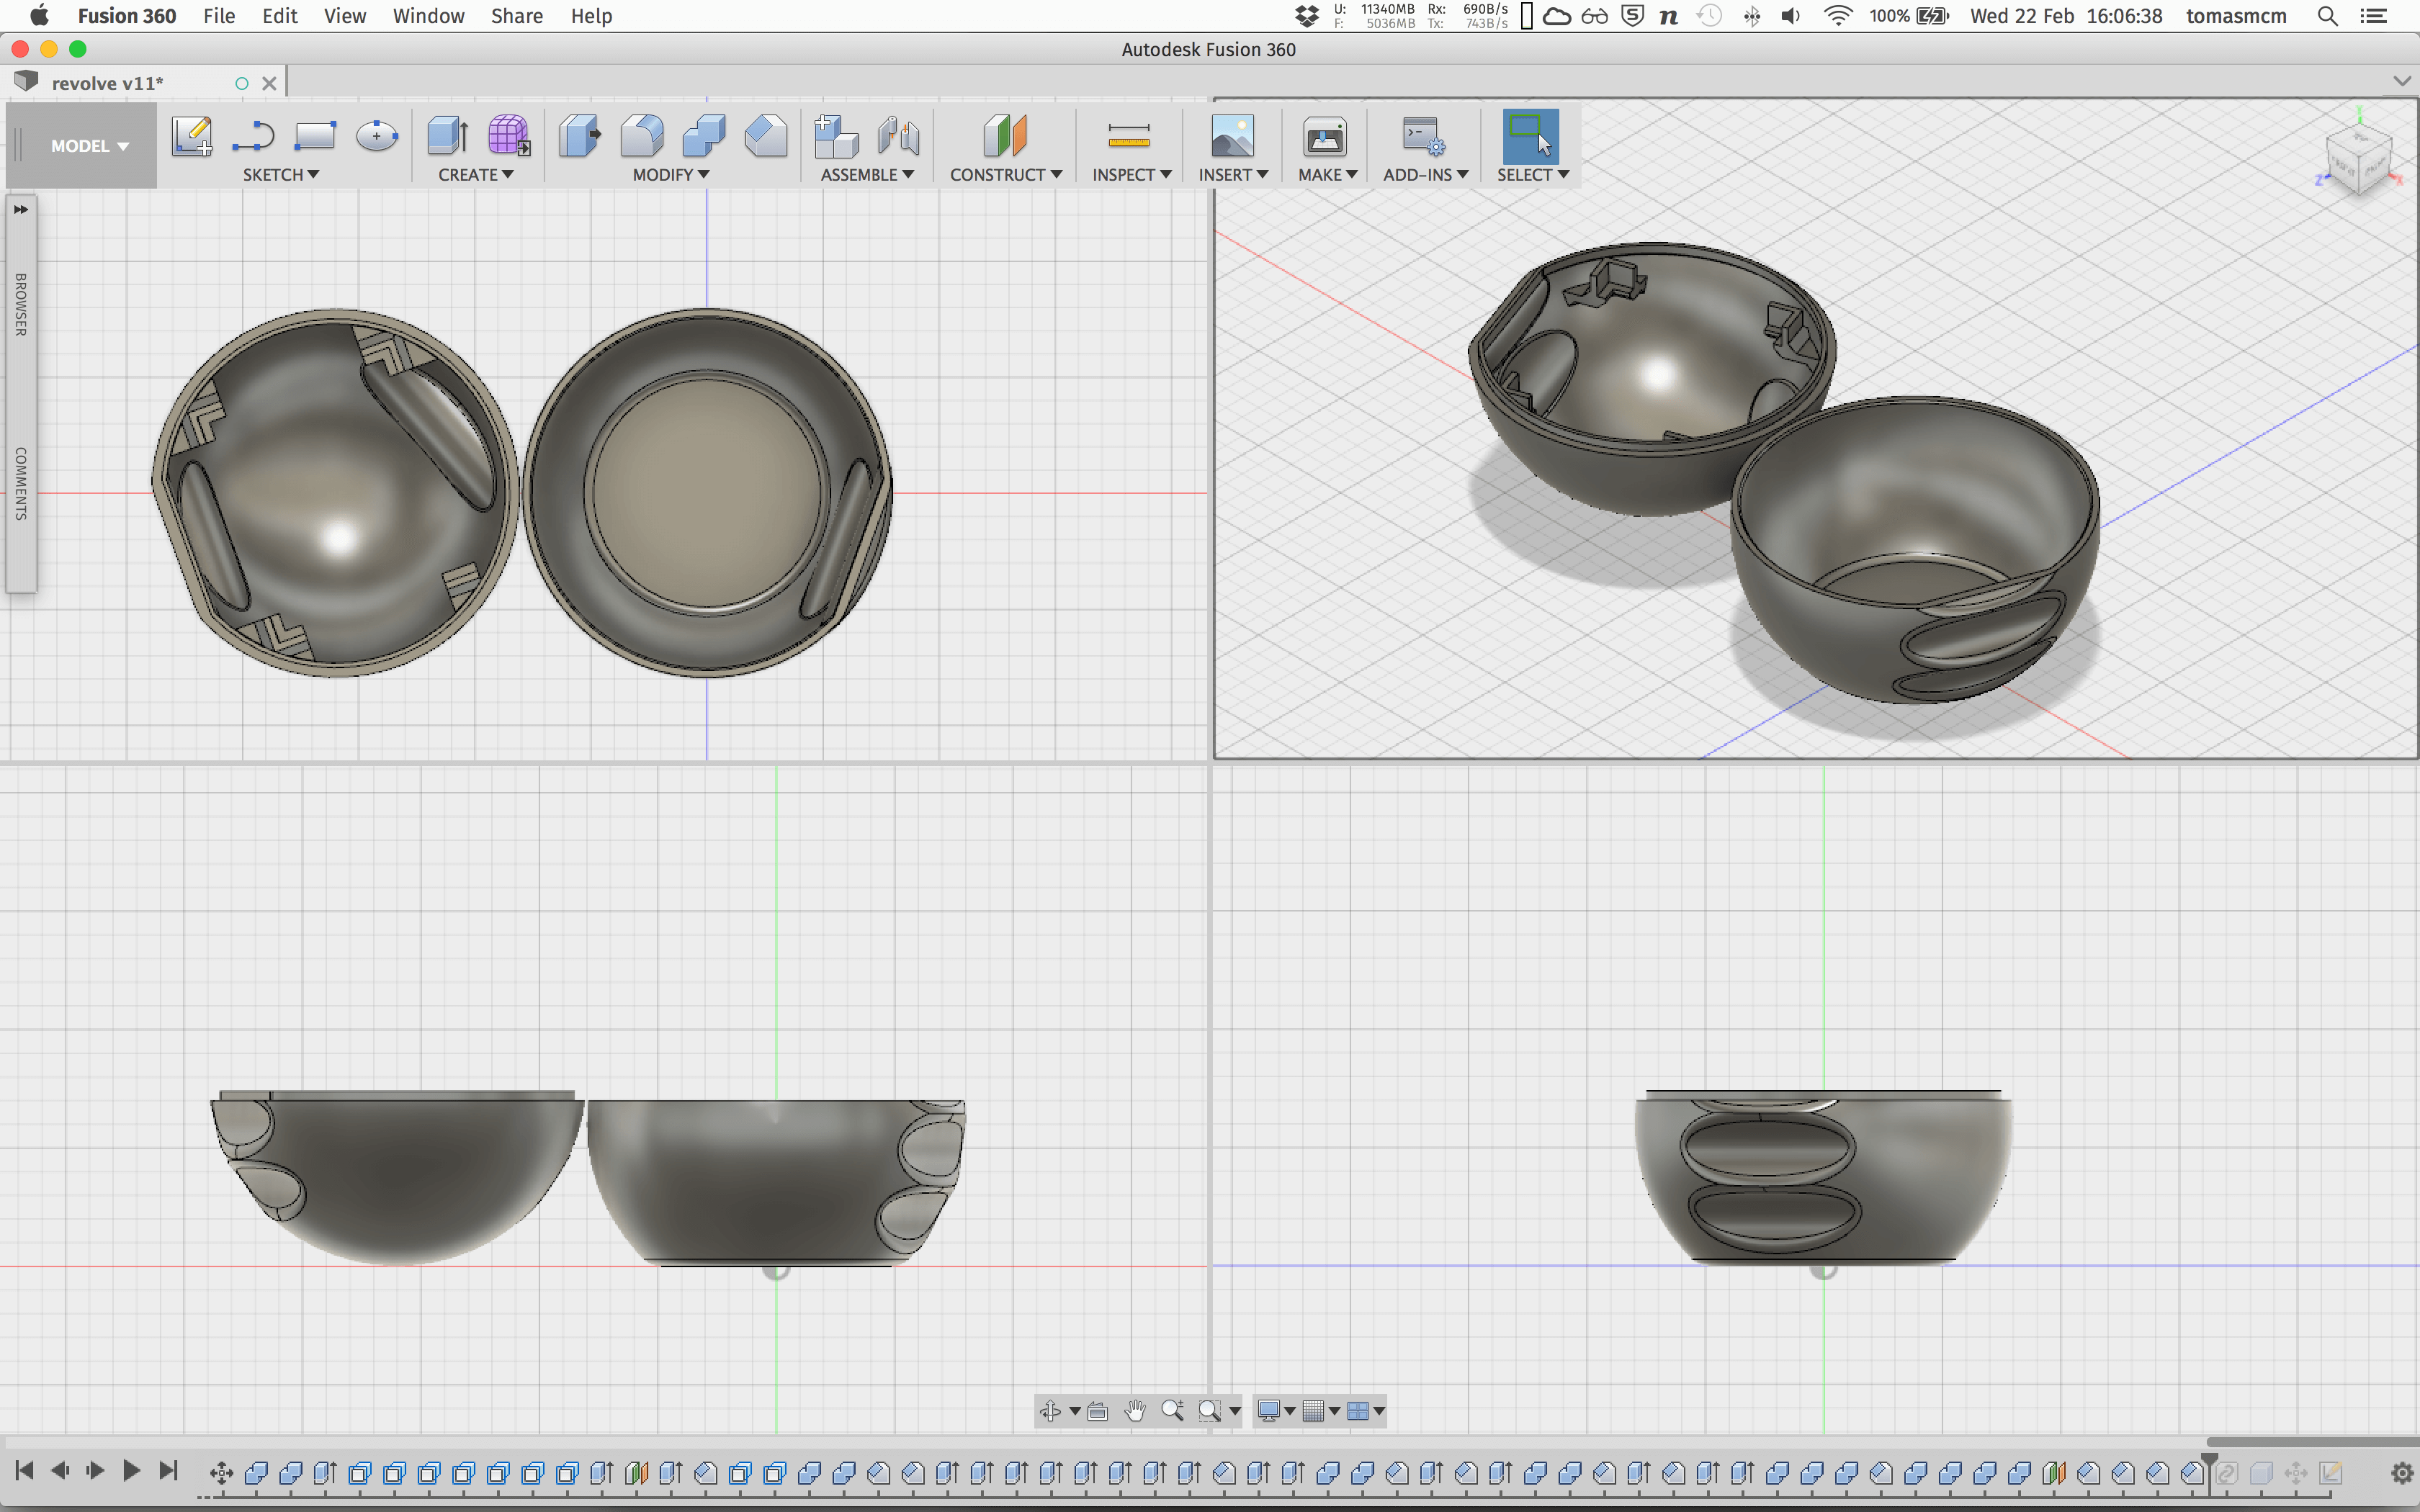 Fusion 360 File Edit View Window Share Help
U: 11340MB Rx: 690B/s
F: 5036MB Tx: 743B/s
100% Wed 22 Feb 16:06:38 tomasmcm
Autodesk Fusion 360
revolve v11*
MODEL
SKETCH CREATE MODIFY ASSEMBLE CONSTRUCT INSPECT INSERT MAKE ADD-INS SELECT
BROWSER
COMMENTS
Y
Z
X